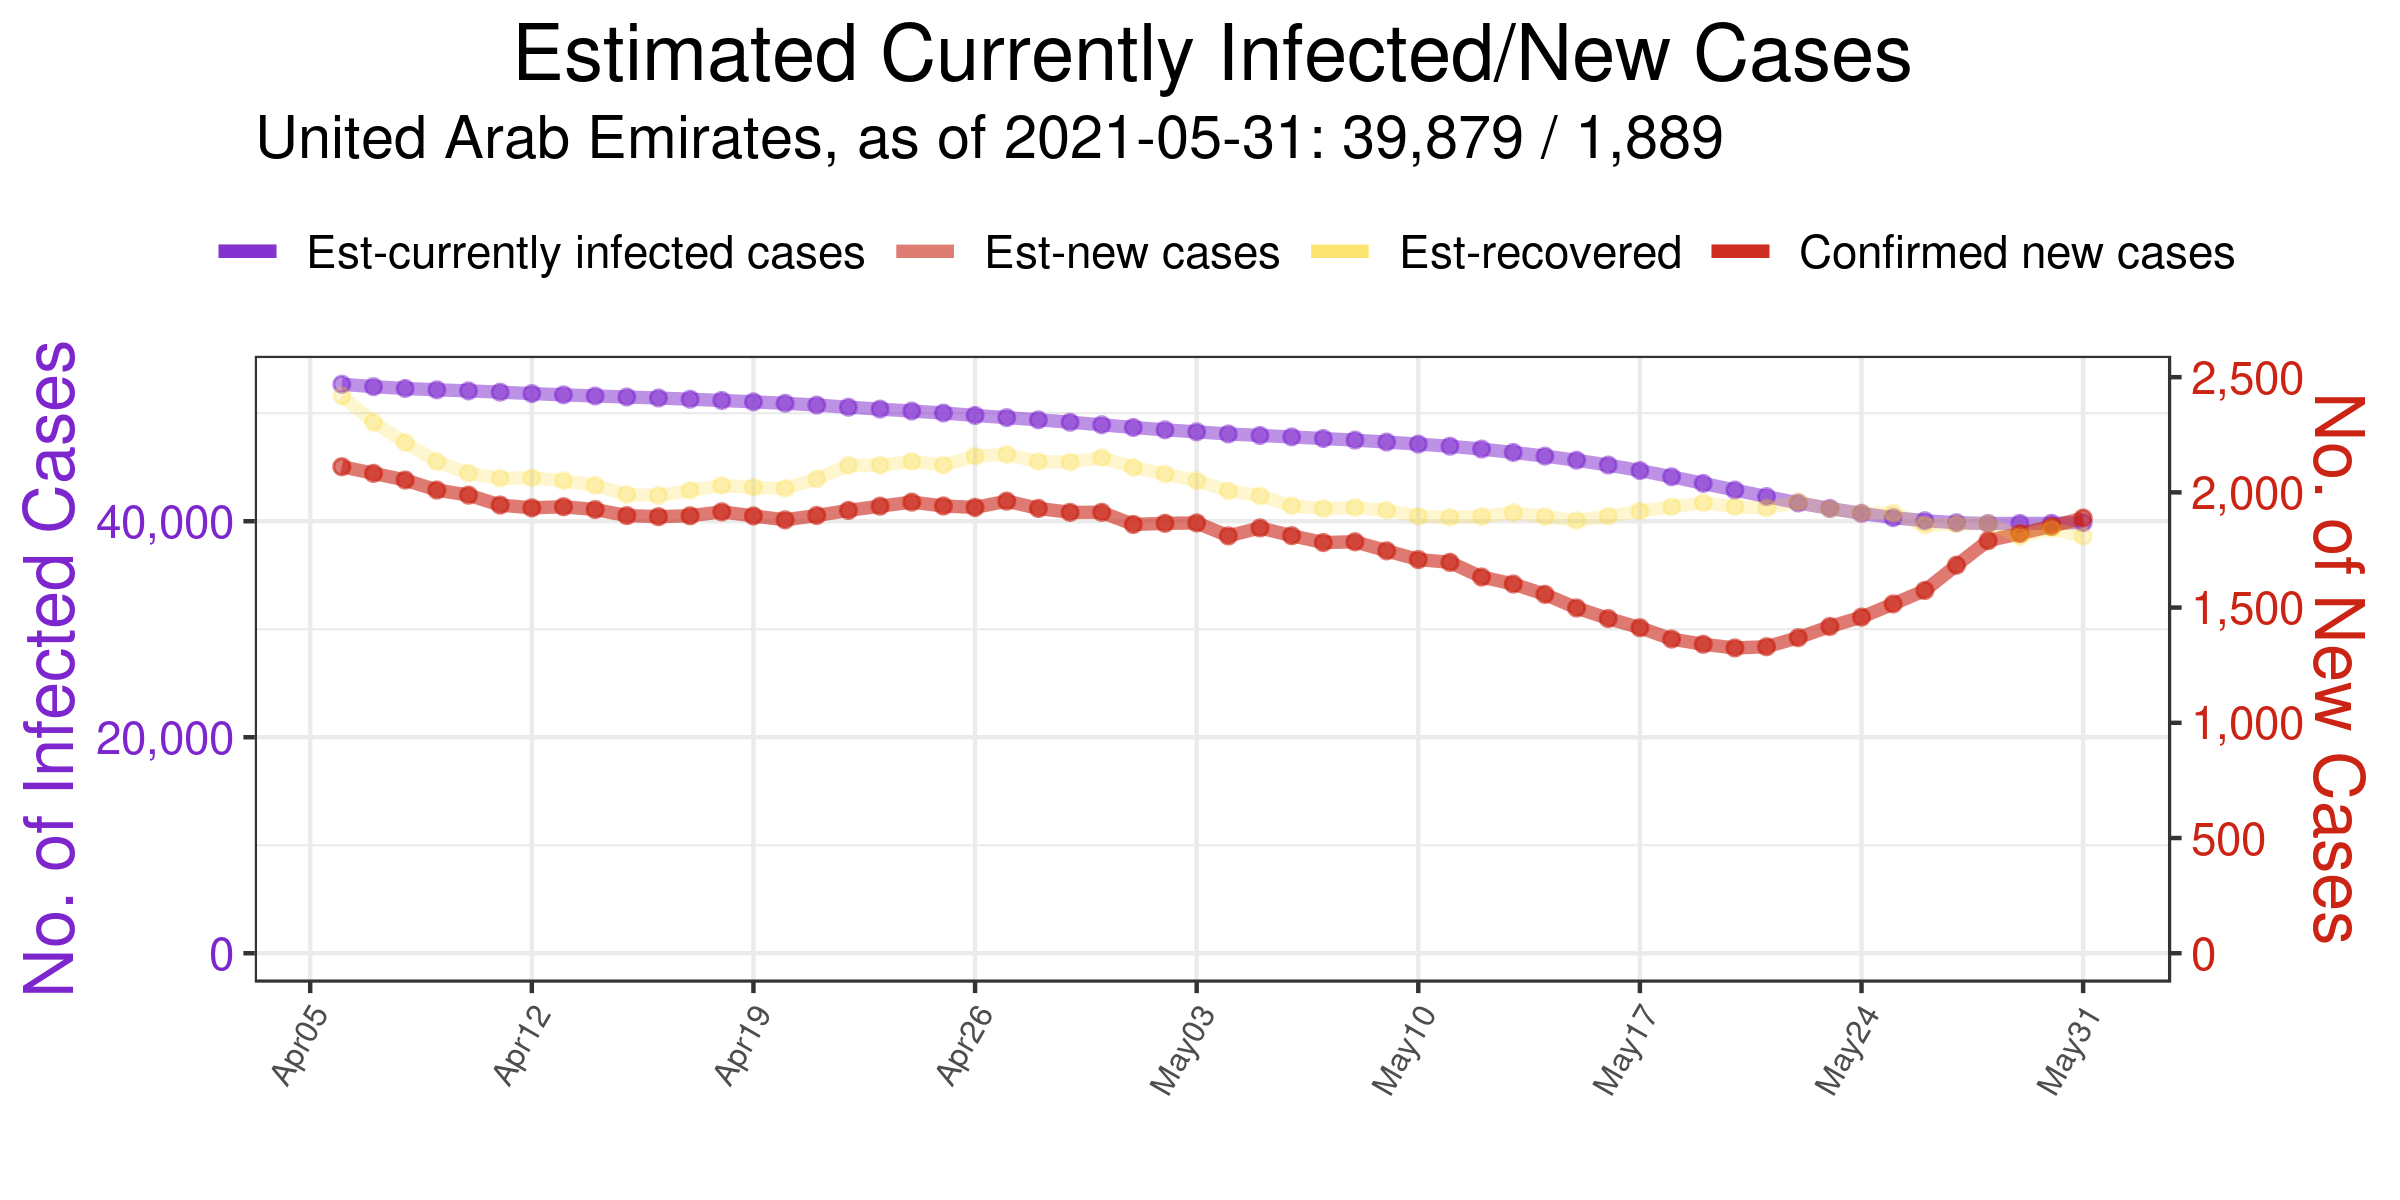 Estimated Currently Infected/New Cases
United Arab Emirates, as of 2021-05-31: 39,879 / 1,889
Est-currently infected cases
Est-new cases
Est-recovered
Confirmed new cases
No. of Infected Cases
40,000
20,000
0
2,500
2,000
1,500
1,000
500
0
No. of New Cases
Apr05
Apr12
Apr19
Apr26
May03
May10
May17
May24
May31